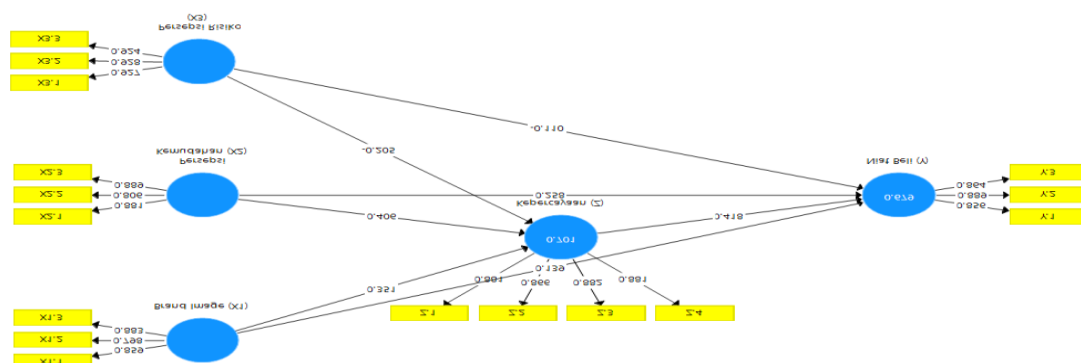 X1.1
0.859
X1.2
0.798
X1.3
0.883
Brand Image (X1)
Z.1
Z.2
Z.3
Z.4
0.881
0.866
0.882
0.881
0.351
0.139
0.701
Kepercayaan (Z)
X2.1
0.881
X2.2
0.806
X2.3
0.889
Persepsi
Kemudahan (X2)
0.406
0.258
0.418
0.679
Niat Beli (Y)
0.856
Y.1
0.889
Y.2
0.864
Y.3
-0.205
-0.110
X3.1
0.927
X3.2
0.928
X3.3
0.924
Persepsi Risiko
(X3)